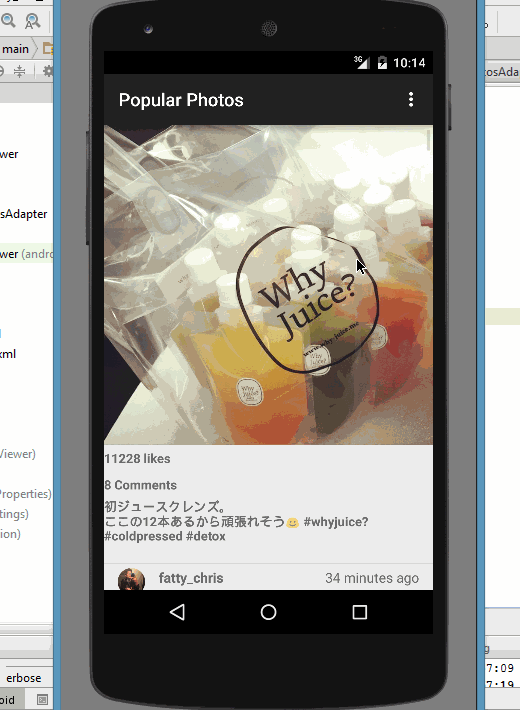 main
osAda
wer
sAdapter
wer (andro
xml
Viewer)
Properties)
tings)
ion)
erbose
oid
7:09
7:19
3G
10:14
Popular Photos
Why
Juice?
www.why-juice.me
11228 likes
8 Comments
初ジュースクレンズ。
ここの12本あるから頑張れそう😊 #whyjuice?
#coldpressed #detox
fatty_chris
34 minutes ago